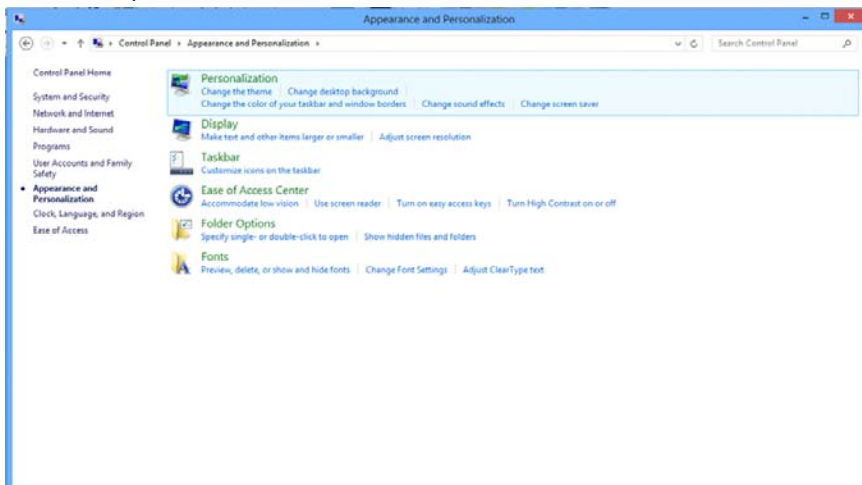 Appearance and Personalization
Control Panel › Appearance and Personalization ›
Search Control Panel
Control Panel Home
System and Security
Network and Internet
Hardware and Sound
Programs
User Accounts and Family
Safety
Appearance and
Personalization
Clock, Language, and Region
Ease of Access
Personalization
Change the theme | Change desktop background
Change the color of your taskbar and window borders | Change sound effects | Change screen saver
Display
Make text and other items larger or smaller | Adjust screen resolution
Taskbar
Customize icons on the taskbar
Ease of Access Center
Accommodate low vision | Use screen reader | Turn on easy access keys | Turn High Contrast on or off
Folder Options
Specify single- or double-click to open | Show hidden files and folders
Fonts
Preview, delete, or show and hide fonts | Change Font Settings | Adjust ClearType text